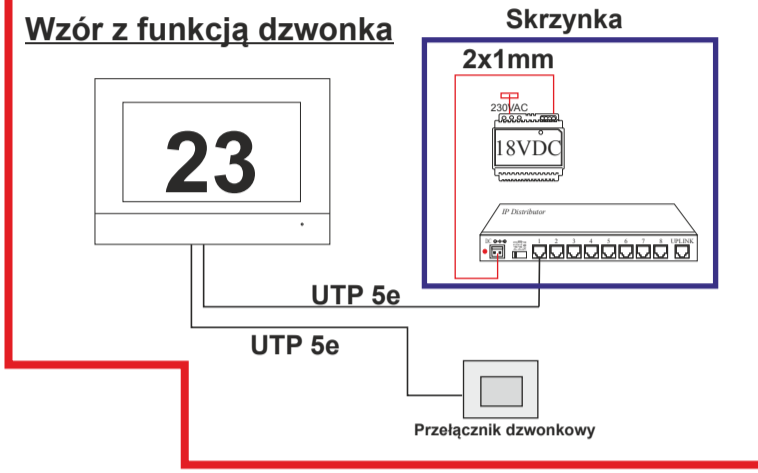 Wzór z funkcją dzwonka
Skrzynka
2x1mm
230VAC
18VDC
IP Distributor
DC
1 2 3 4 5 6 7 8 UPLINK
23
UTP 5e
UTP 5e
Przełącznik dzwonkowy